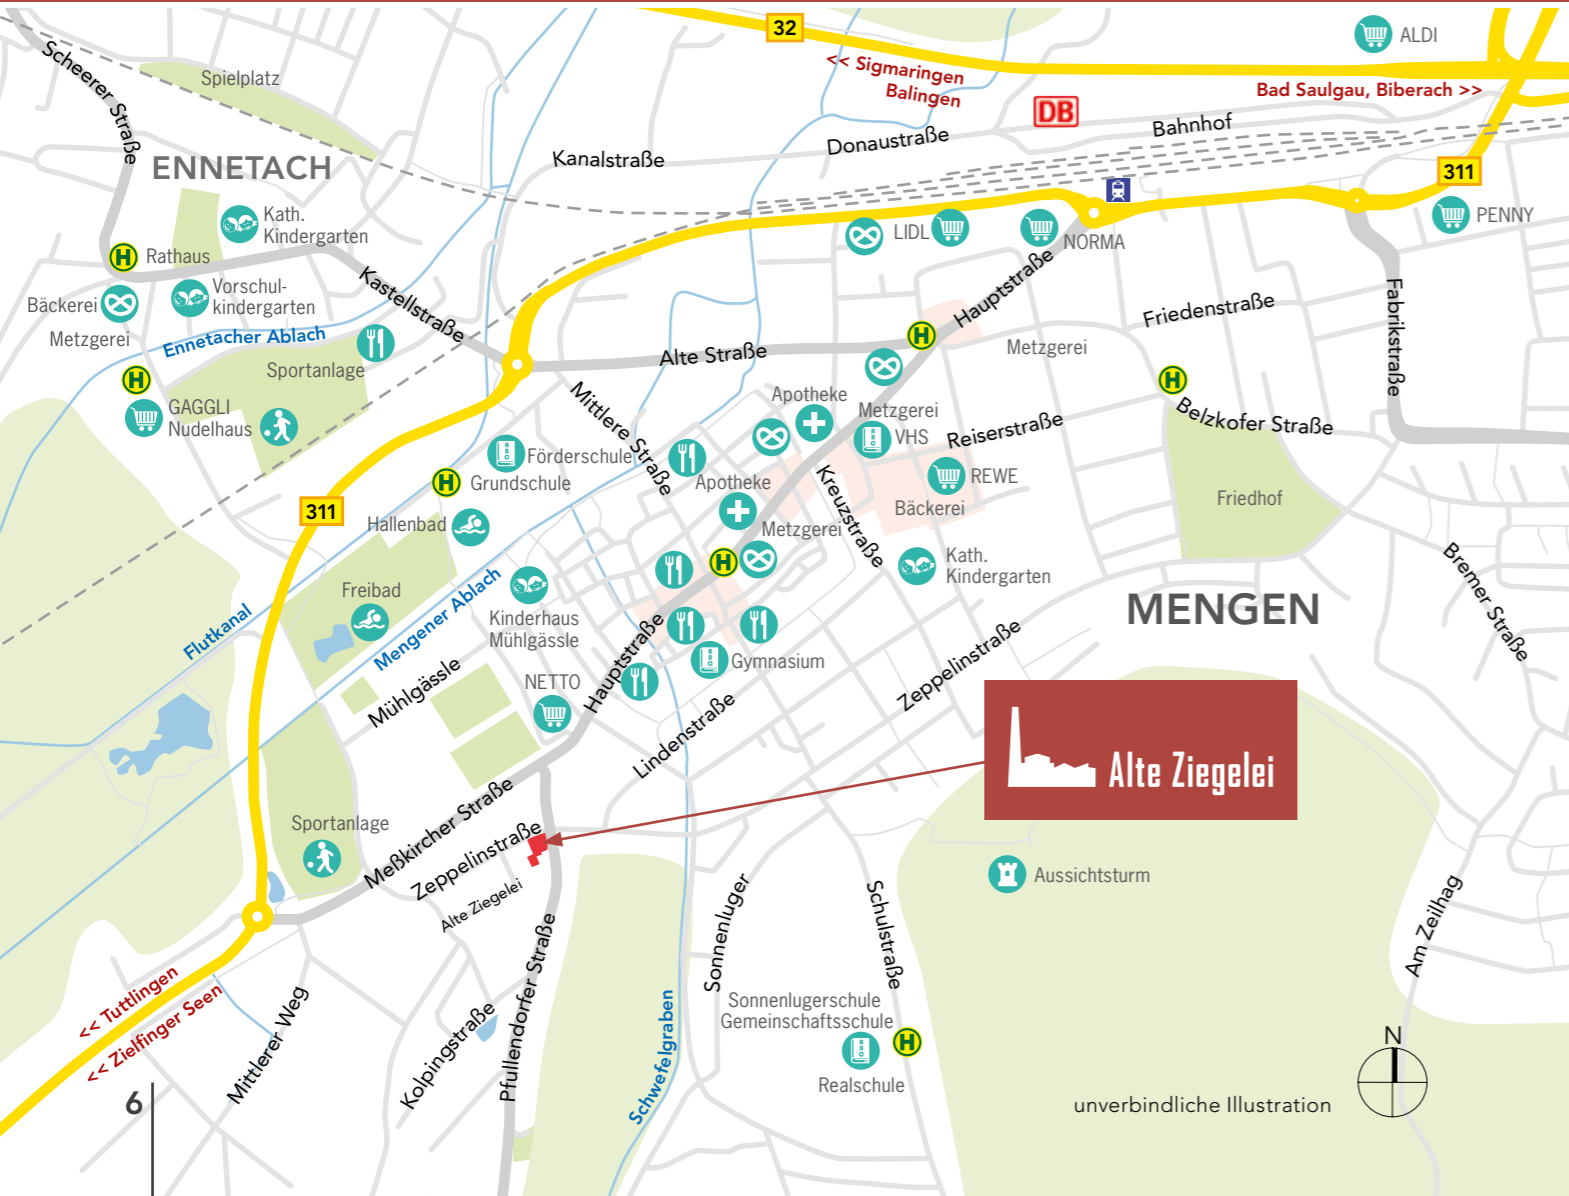 32
ALDI
<< Sigmaringen
Balingen
Bad Saulgau, Biberach >>
Scheerer Straße
Spielplatz
DB
Bahnhof
Donaustraße
Kanalstraße
ENNETACH
311
PENNY
Kath.
Kindergarten
H
Rathaus
LIDL
NORMA
Vorschul-
kindergarten
Bäckerei
Metzgerei
Kastellstraße
Ennetacher Ablach
Hauptstraße
Friedenstraße
Fabrikstraße
H
Metzgerei
Alte Straße
Sportanlage
H
H
GAGGLI
Nudelhaus
Mittlere Straße
Apotheke
Metzgerei
VHS
Reiserstraße
Belzkofer Straße
Förderschule
H
Grundschule
Apotheke
Kreuzstraße
REWE
Bäckerei
Friedhof
311
Hallenbad
Metzgerei
H
Kath.
Kindergarten
Bremer Straße
Freibad
Flutkanal
Mengener Ablach
Kinderhaus
Mühlgässle
MENGEN
Hauptstraße
Gymnasium
Zeppelinstraße
Mühlgässle
NETTO
Lindenstraße
Alte Ziegelei
Sportanlage
Meßkircher Straße
Zeppelinstraße
Alte Ziegelei
Aussichtsturm
Sonnenluger
Schulstraße
Am Zeilhag
Pfullendorfer Straße
<< Tuttlingen
<< Zielfinger Seen
Mittlerer Weg
Kolpingstraße
Schwefelgraben
Sonnenlugerschule
Gemeinschaftsschule
H
Realschule
N
unverbindliche Illustration
6